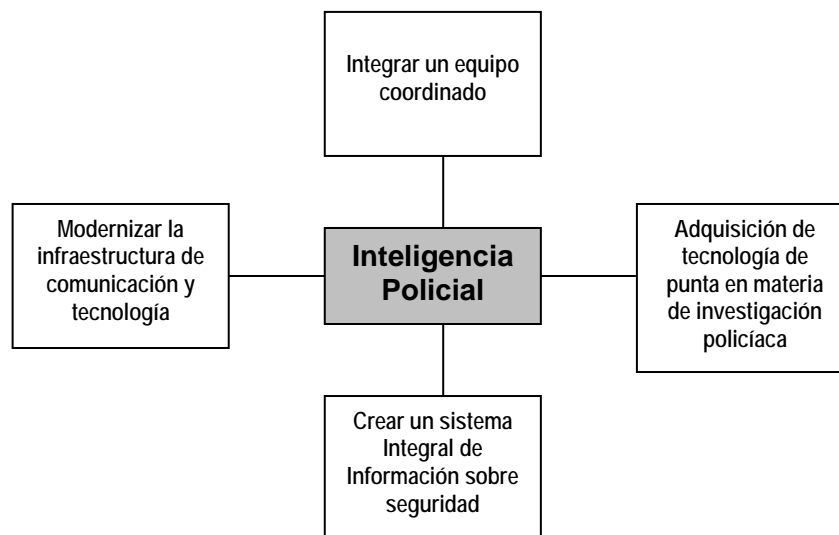 Integrar un equipo
coordinado
Modernizar la
infraestructura de
comunicación y
tecnología
Inteligencia
Policial
Adquisición de
tecnología de
punta en materia
de investigación
policíaca
Crear un sistema
Integral de
Información sobre
seguridad